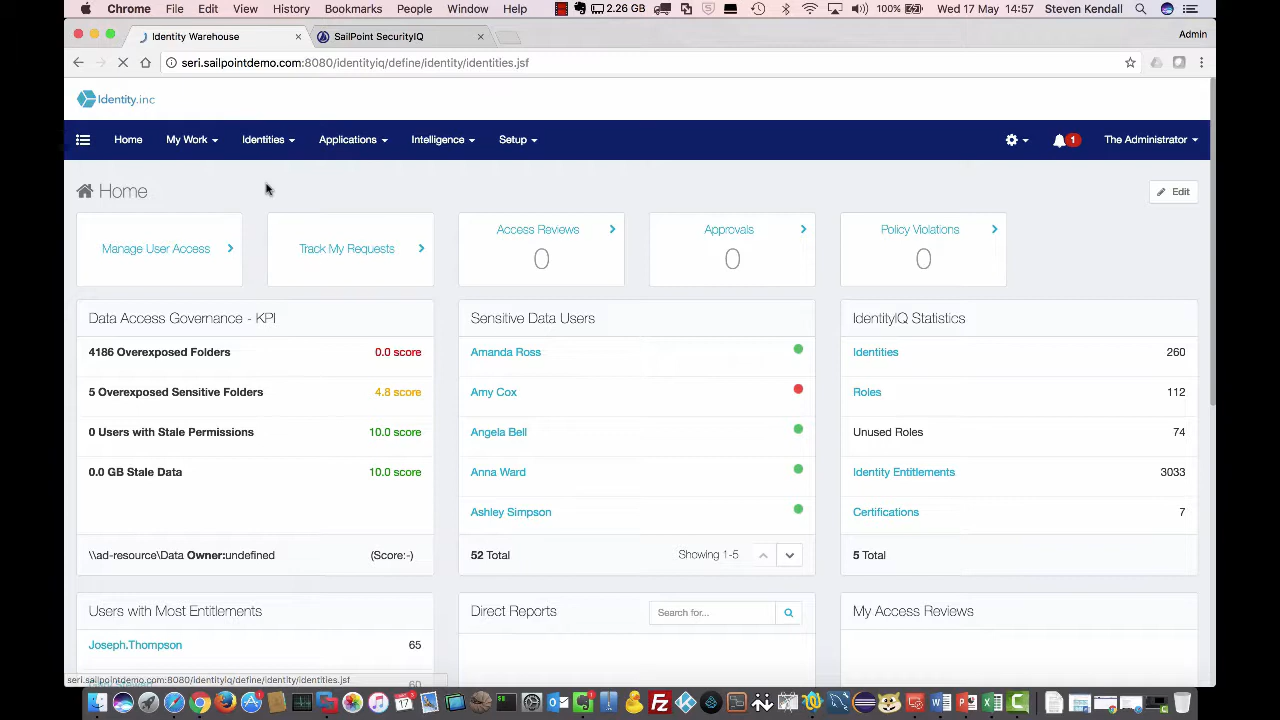 Chrome File Edit View History Bookmarks People Window Help 2.26 GB 100% Wed 17 May 14:57 Steven Kendall
Identity Warehouse SailPoint SecurityIQ Admin
seri.sailpointdemo.com:8080/identityiq/define/identity/identities.jsf
Identity.inc
Home My Work Identities Applications Intelligence Setup 1 The Administrator
Home Edit
Manage User Access Track My Requests
Access Reviews Approvals Policy Violations
0 0 0
Data Access Governance - KPI
4186 Overexposed Folders 0.0 score
5 Overexposed Sensitive Folders 4.8 score
0 Users with Stale Permissions 10.0 score
0.0 GB Stale Data 10.0 score
\\ad-resource\Data Owner:undefined (Score:-)
Sensitive Data Users
Amanda Ross
Amy Cox
Angela Bell
Anna Ward
Ashley Simpson
52 Total Showing 1-5
IdentityIQ Statistics
Identities 260
Roles 112
Unused Roles 74
Identity Entitlements 3033
Certifications 7
5 Total
Users with Most Entitlements
Joseph.Thompson 65
60
Direct Reports Search for...
My Access Reviews
seri.sailpointdemo.com:8080/identityiq/define/identity/identities.jsf